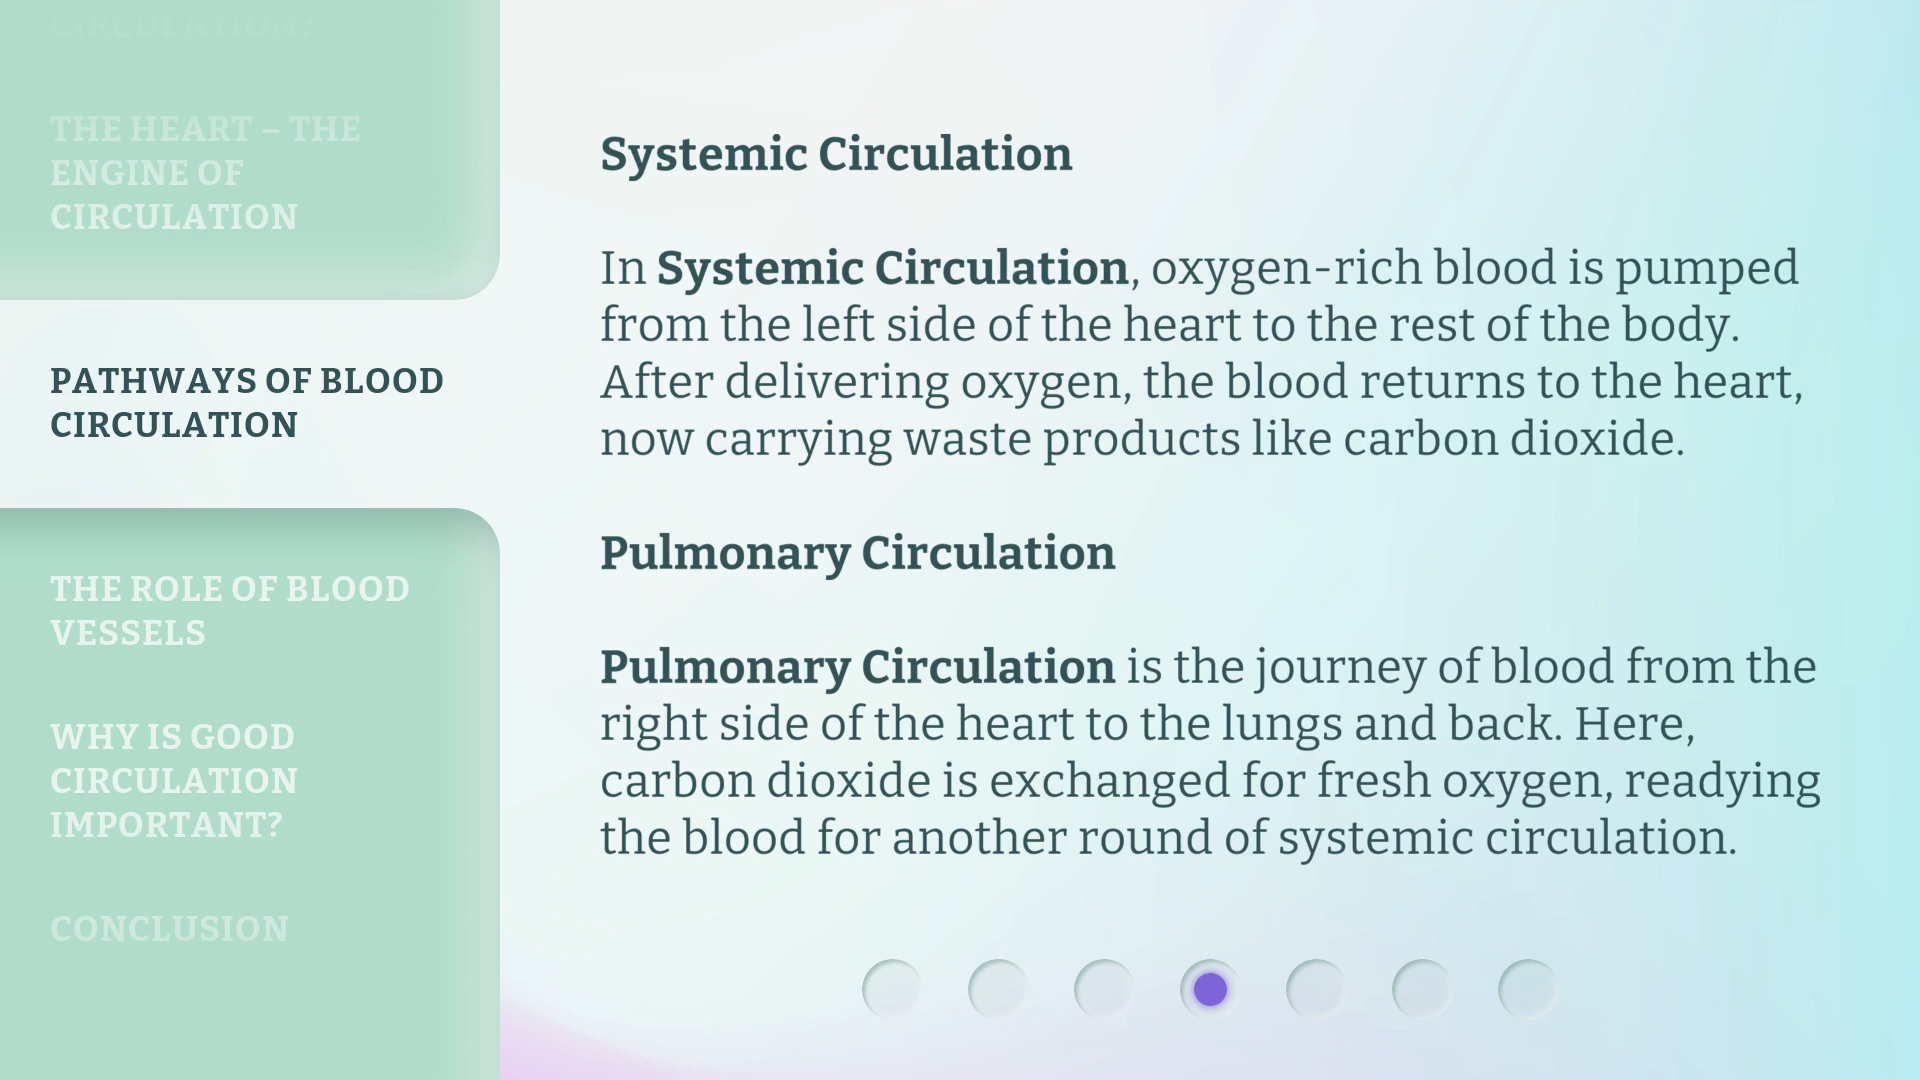 CIRCULATION?
THE HEART – THE
ENGINE OF
CIRCULATION
PATHWAYS OF BLOOD
CIRCULATION
THE ROLE OF BLOOD
VESSELS
WHY IS GOOD
CIRCULATION
IMPORTANT?
CONCLUSION
Systemic Circulation
In Systemic Circulation, oxygen-rich blood is pumped
from the left side of the heart to the rest of the body.
After delivering oxygen, the blood returns to the heart,
now carrying waste products like carbon dioxide.
Pulmonary Circulation
Pulmonary Circulation is the journey of blood from the
right side of the heart to the lungs and back. Here,
carbon dioxide is exchanged for fresh oxygen, readying
the blood for another round of systemic circulation.